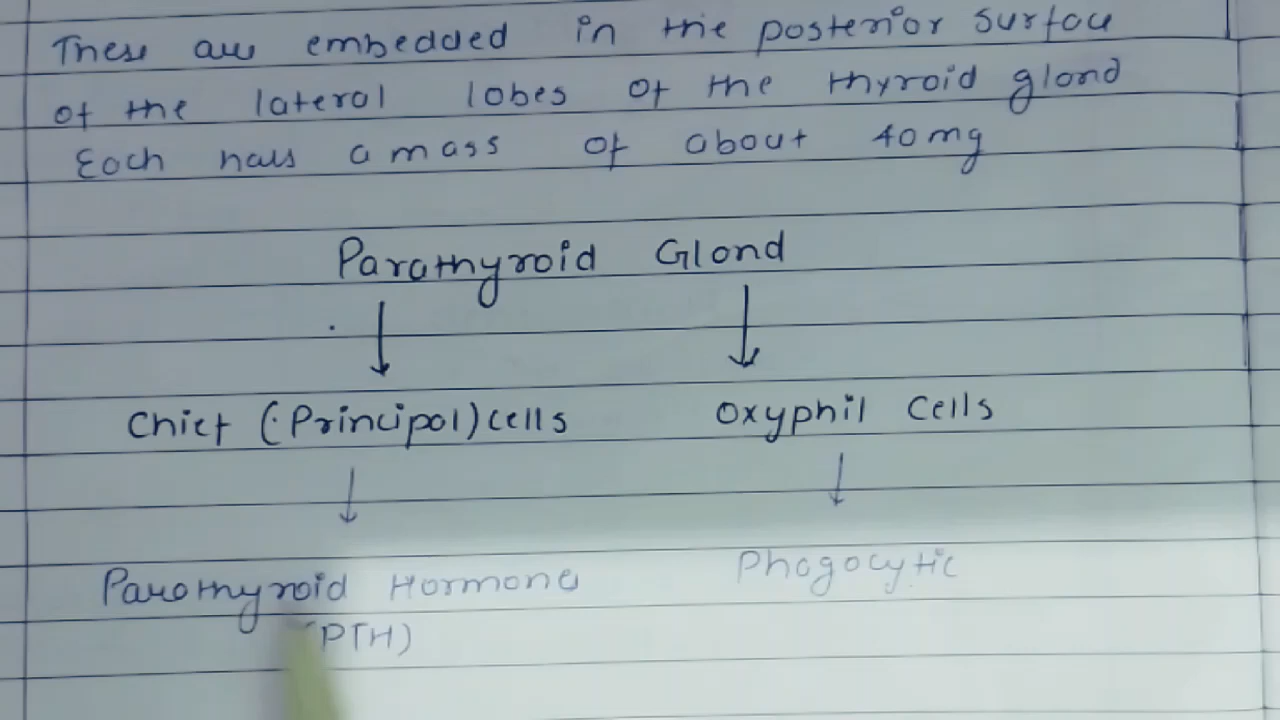 These are embedded in the posterior surface
of the lateral lobes of the thyroid gland
Each has a mass of about 40mg
Parathyroid Gland
Chief (Principal) cells Oxyphil Cells
Parathyroid Hormone Phagocytic
(PTH)